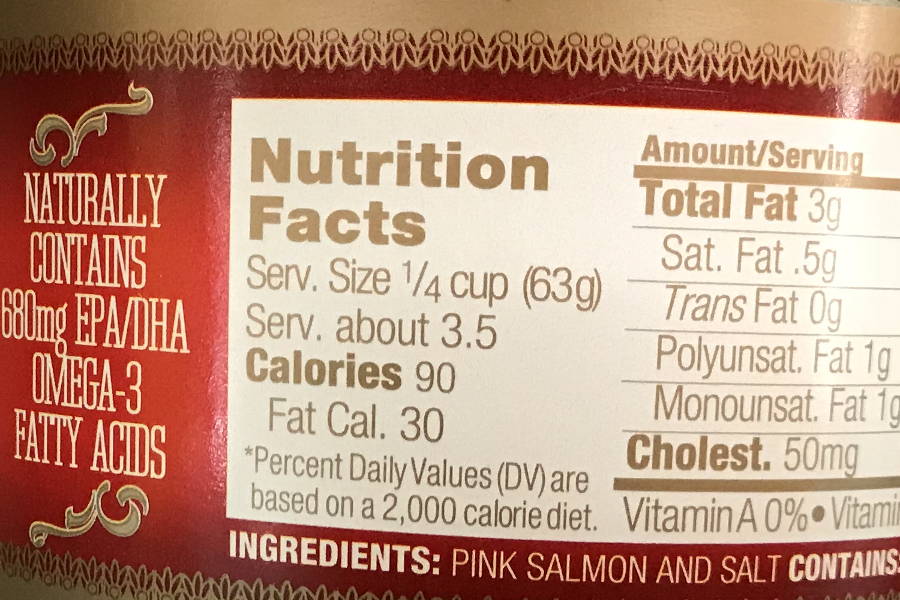 NATURALLY
CONTAINS
680mg EPA/DHA
OMEGA-3
FATTY ACIDS
Nutrition
Facts
Serv. Size 1/4 cup (63g)
Serv. about 3.5
Calories 90
Fat Cal. 30
*Percent Daily Values (DV) are
based on a 2,000 calorie diet.
Amount/Serving
Total Fat 3g
Sat. Fat .5g
Trans Fat 0g
Polyunsat. Fat 1g
Monounsat. Fat 1g
Cholest. 50mg
Vitamin A 0% •
INGREDIENTS: PINK SALMON AND SALT CONTAINS: